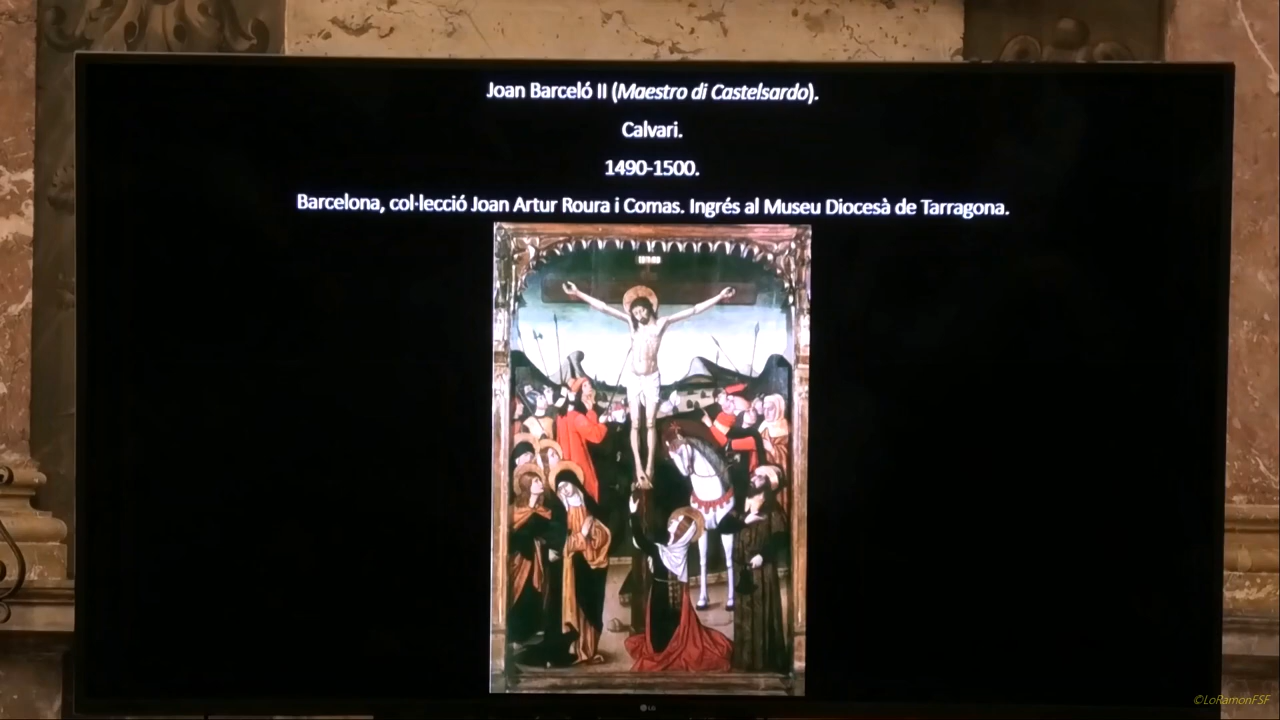 Joan Barceló II (Maestro di Castelsardo).
Calvari.
1490-1500.
Barcelona, col·lecció Joan Artur Roura i Comas. Ingrés al Museu Diocesà de Tarragona.
LG
©LoRamonFSF